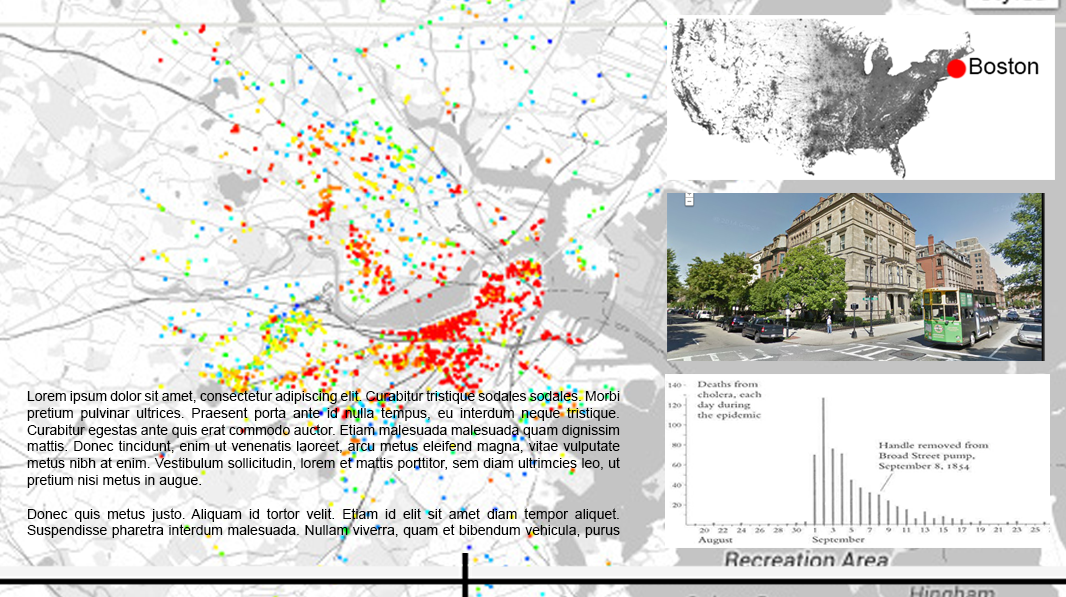 Boston
Lorem ipsum dolor sit amet, consectetur adipiscing elit. Curabitur tristique sodales sodales. Morbi
pretium pulvinar ultrices. Praesent porta ante id nulla tempus, eu interdum neque tristique.
Curabitur egestas ante quis erat commodo auctor. Etiam malesuada malesuada quam dignissim
mattis. Donec tincidunt, enim ut venenatis laoreet, arcu metus eleifend magna, vitae vulputate
metus nibh at enim. Vestibulum sollicitudin, lorem et mattis porttitor, sem diam ultrimcies leo, ut
pretium nisi metus in augue.
Donec quis metus justo. Aliquam id tortor velit. Etiam id elit sit amet diam tempor aliquet.
Suspendisse pharetra interdum malesuada. Nullam viverra, quam et bibendum vehicula, purus
Deaths from
cholera, each
day during
the epidemic
140
120
100
80
60
40
20
Handle removed from
Broad Street pump,
September 8, 1854
20 22 24 26 28 30 1 3 5 7 9 11 13 15 17 19 21 23 25
August September
Recreation Area
Hingham